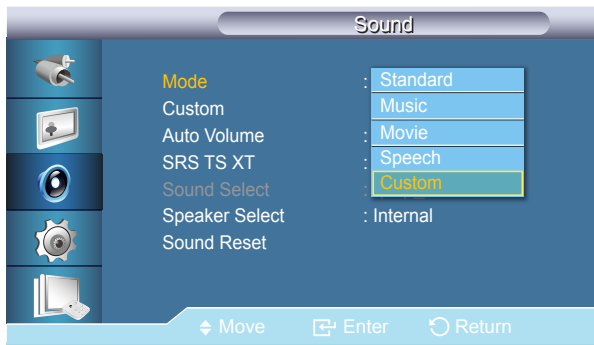 Sound
Mode : Standard
Custom Music
Auto Volume : Movie
SRS TS XT : Speech
Sound Select : Custom
Speaker Select : Internal
Sound Reset
Move Enter Return